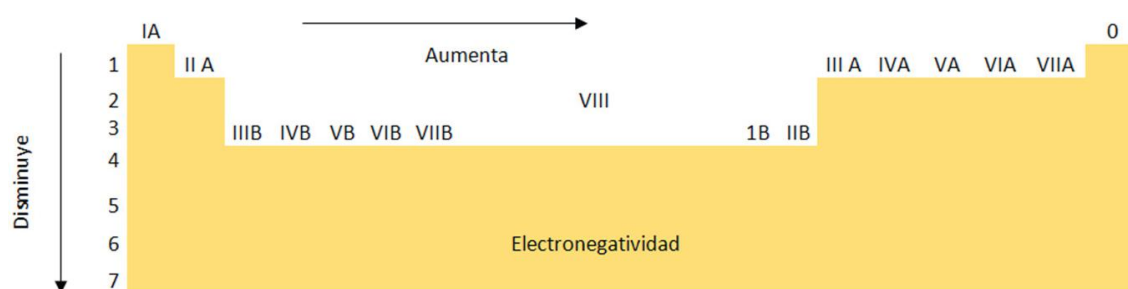 IA
0
Aumenta
1 II A III A IVA VA VIA VIIA
2 VIII
3 IIIB IVB VB VIB VIIB 1B IIB
4
5
6 Electronegatividad
7
Disminuye